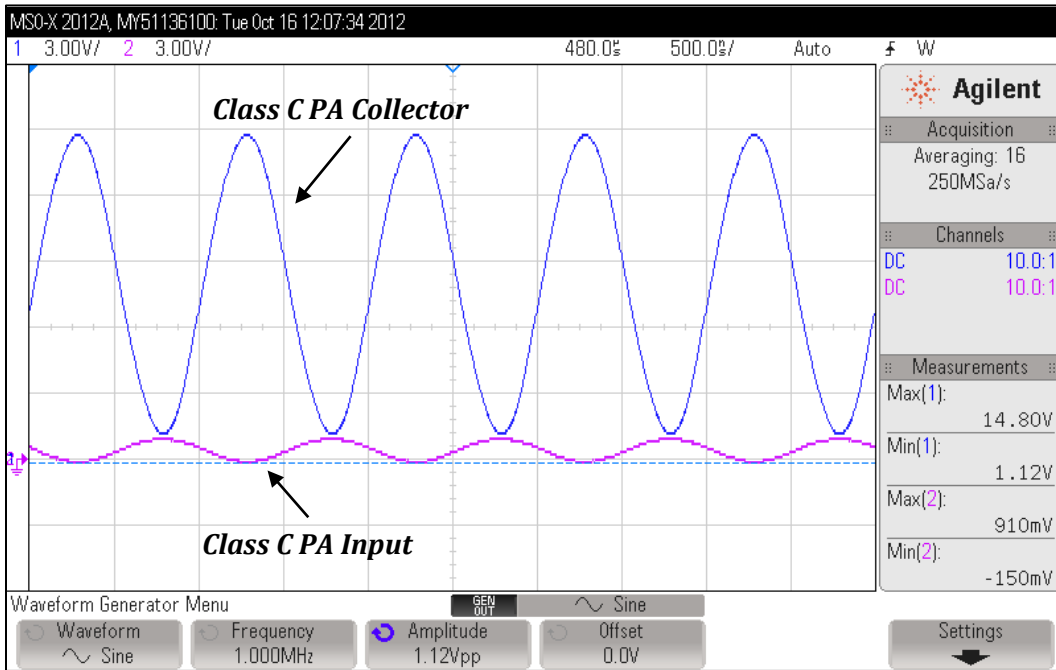 MSO-X 2012A, MY51136100: Tue Oct 16 12:07:34 2012
1 3.00V/ 2 3.00V/ 480.0ns 500.0ns/ Auto W
Class C PA Collector
Class C PA Input
Agilent
Acquisition
Averaging: 16
250MSa/s
Channels
DC 10.0:1
DC 10.0:1
Measurements
Max(1):
14.80V
Min(1):
1.12V
Max(2):
910mV
Min(2):
-150mV
Waveform Generator Menu
GEN OUT
Sine
Waveform
Sine
Frequency
1.000MHz
Amplitude
1.12Vpp
Offset
0.0V
Settings